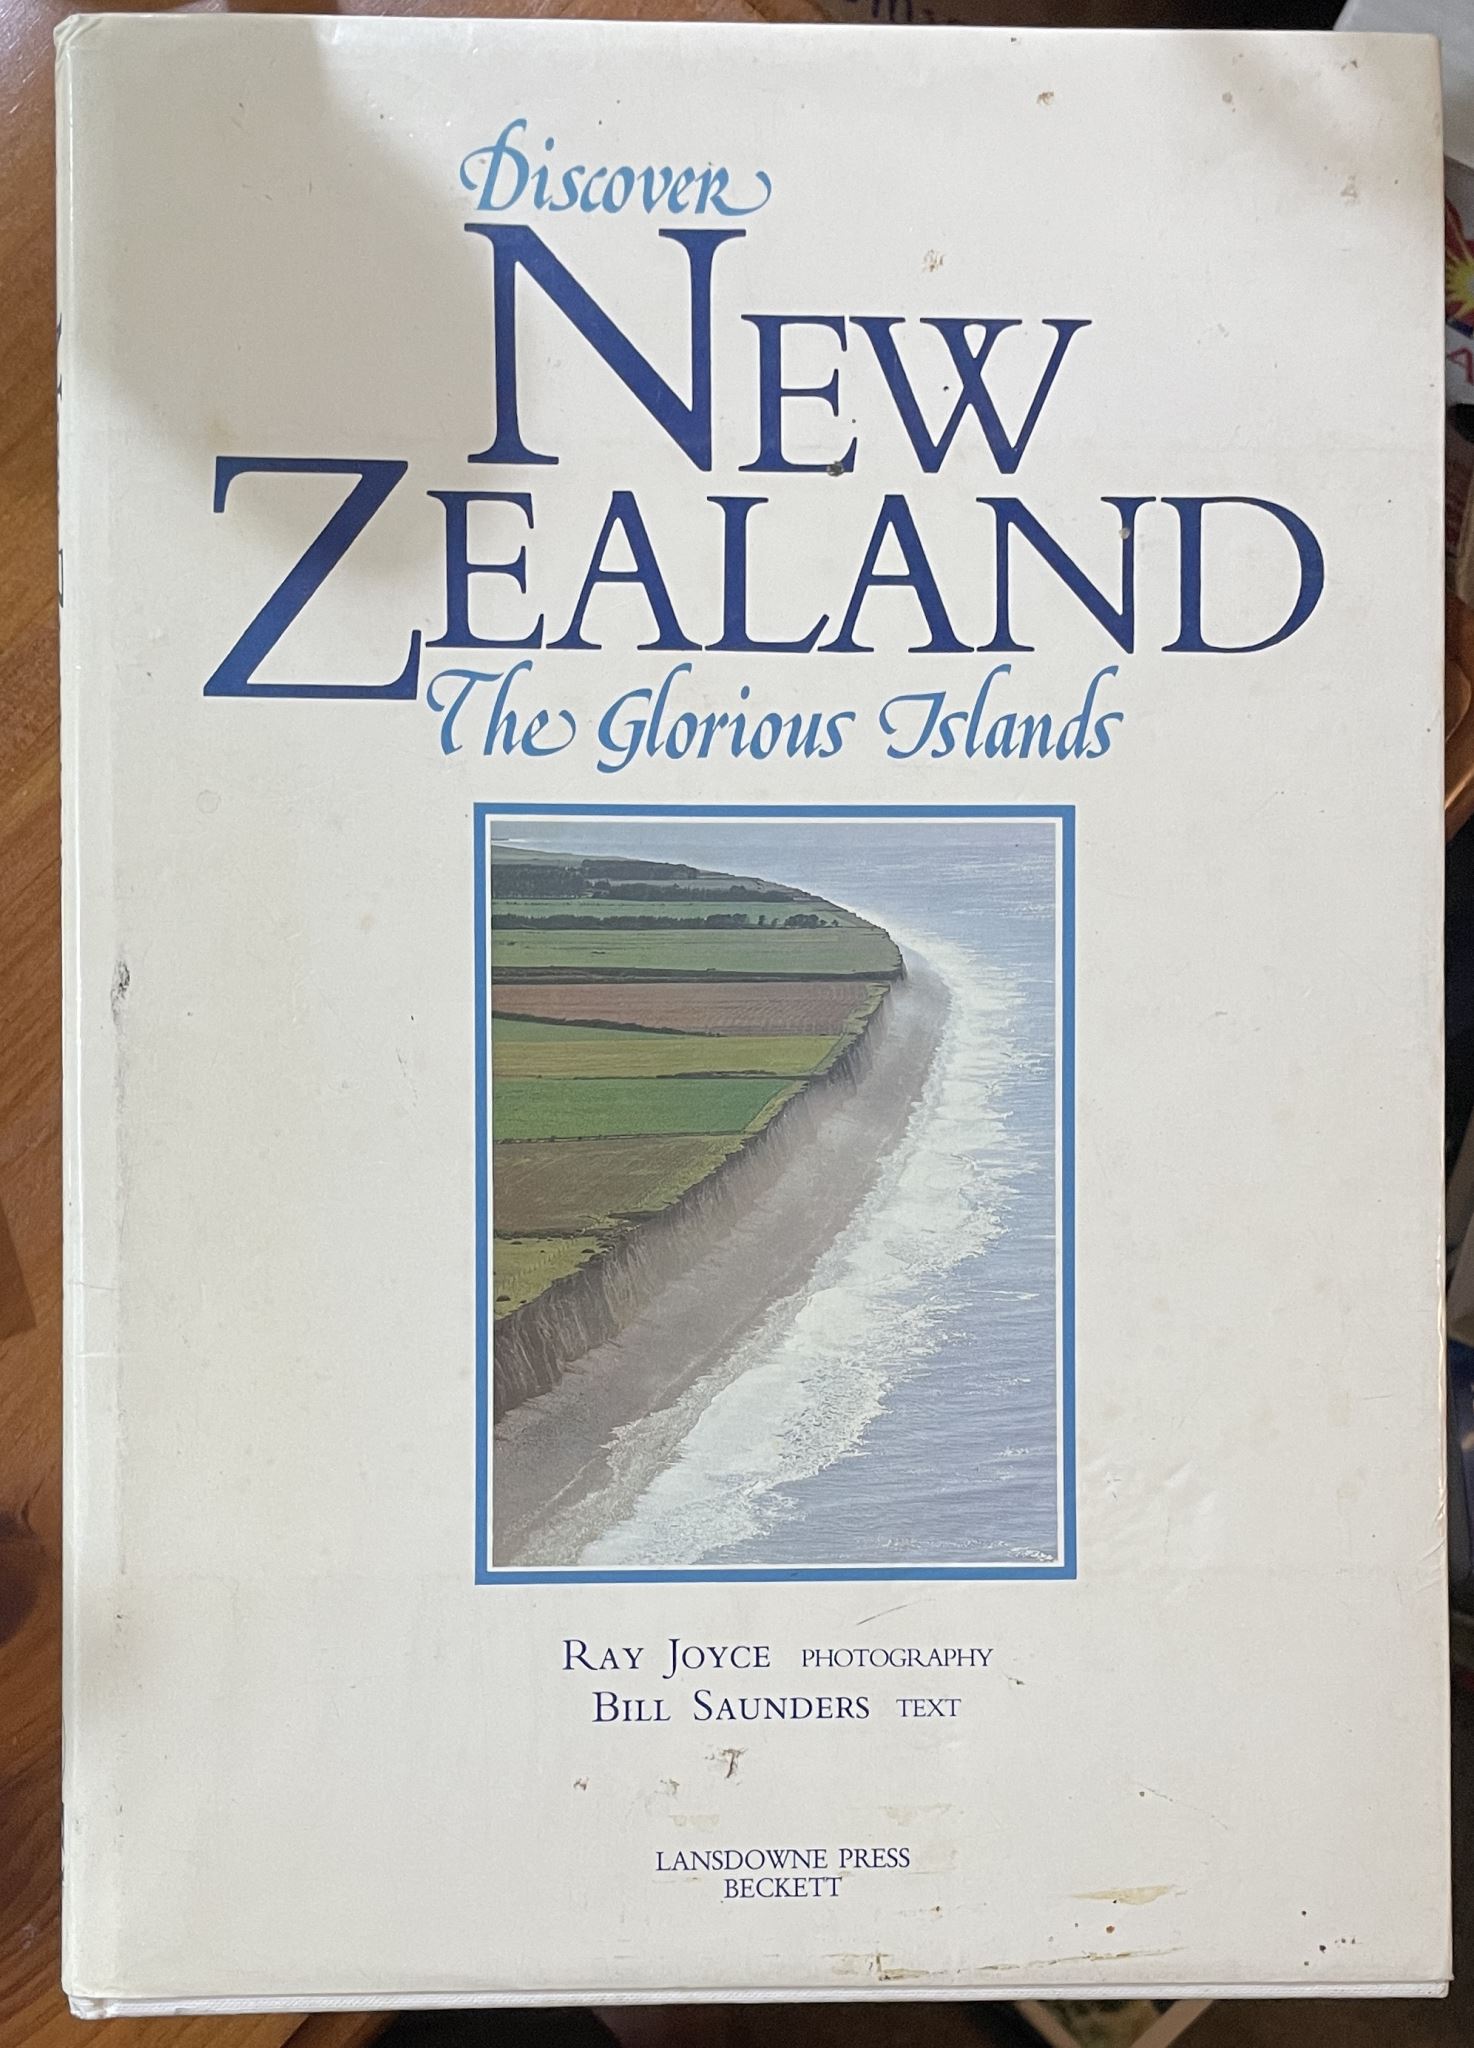 Discover
NEW
ZEALAND
The Glorious Islands
RAY JOYCE PHOTOGRAPHY
BILL SAUNDERS TEXT
LANSDOWNE PRESS
BECKETT